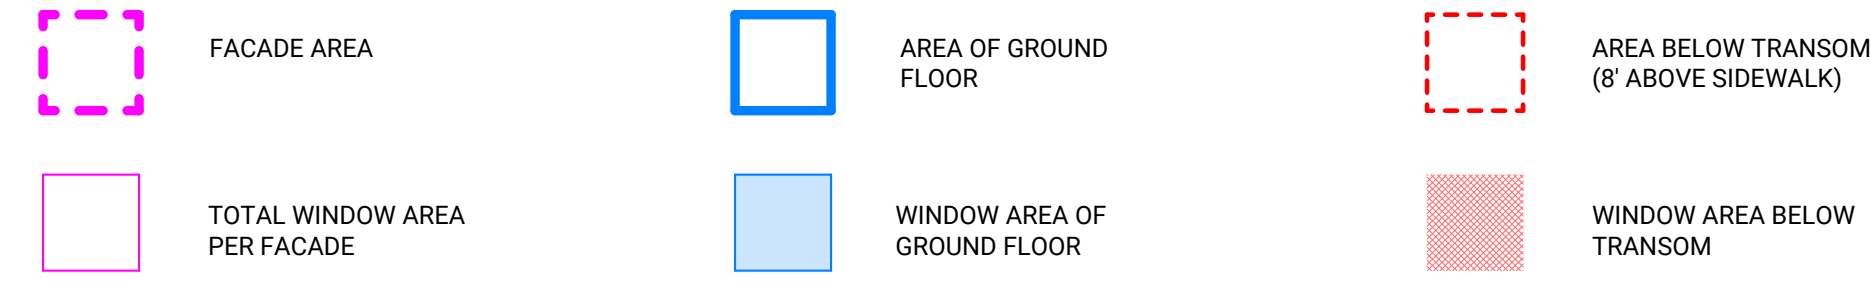 FACADE AREA
AREA OF GROUND
FLOOR
AREA BELOW TRANSOM
(8' ABOVE SIDEWALK)
TOTAL WINDOW AREA
PER FACADE
WINDOW AREA OF
GROUND FLOOR
WINDOW AREA BELOW
TRANSOM